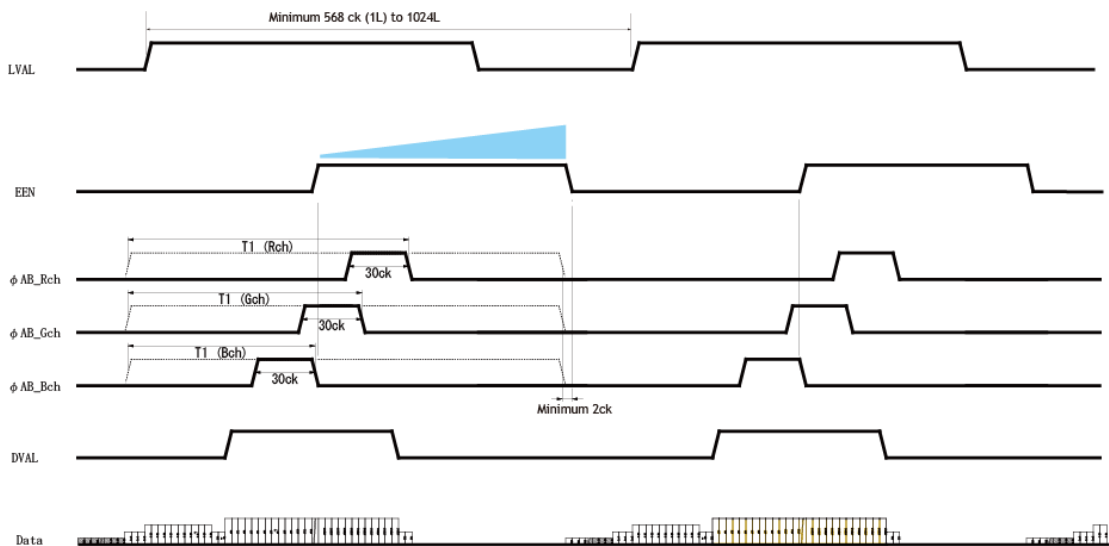 Minimum 568 ck (1L) to 1024L
LVAL
EEN
T1 (Rch)
φAB_Rch
30ck
T1 (Gch)
φAB_Gch
30ck
T1 (Bch)
φAB_Bch
30ck
Minimum 2ck
DVAL
Data